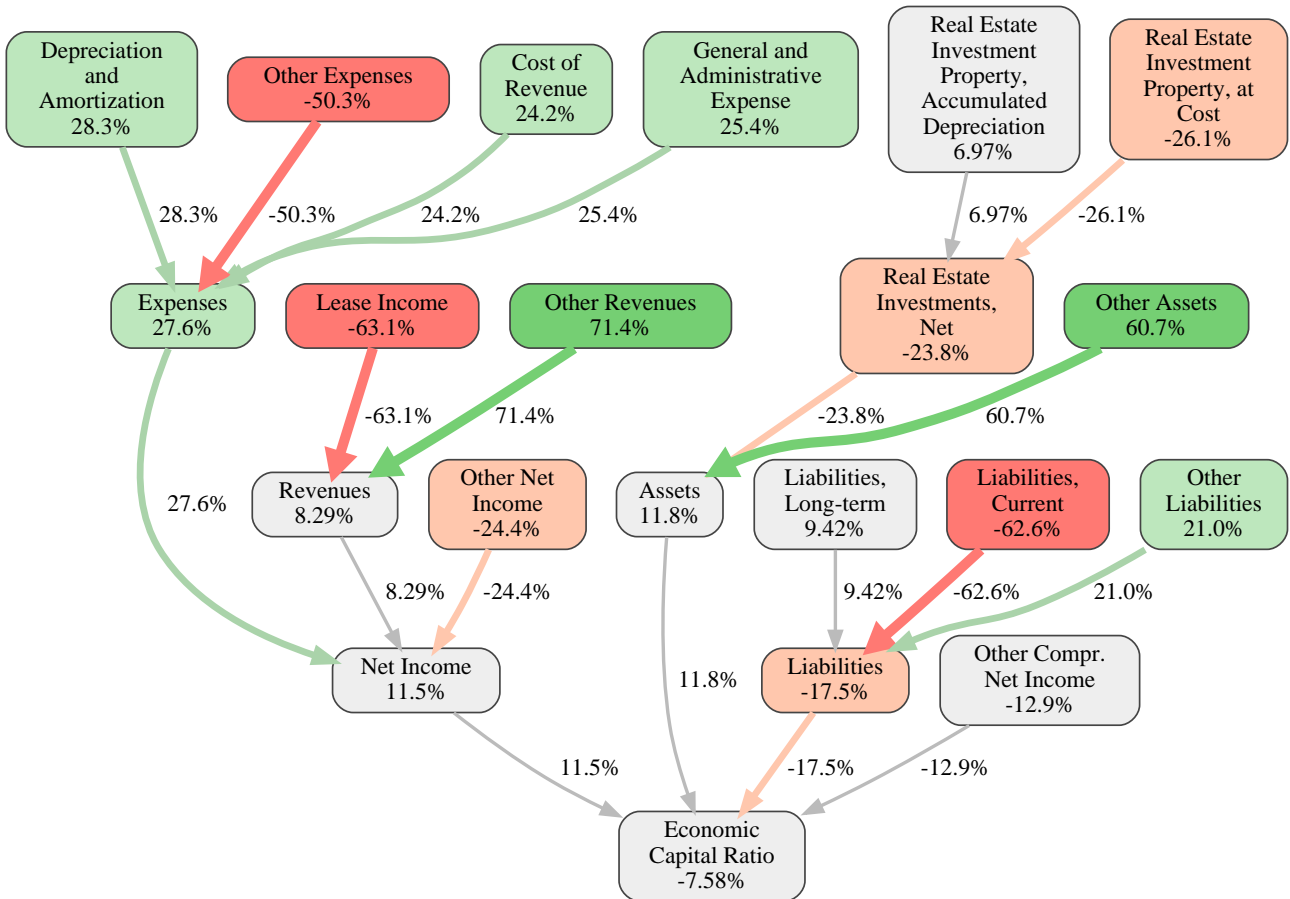 Depreciation
and
Amortization
28.3%
Other Expenses
-50.3%
Cost of
Revenue
24.2%
General and
Administrative
Expense
25.4%
Real Estate
Investment
Property,
Accumulated
Depreciation
6.97%
Real Estate
Investment
Property, at
Cost
-26.1%
28.3%
-50.3%
24.2%
25.4%
6.97%
-26.1%
Expenses
27.6%
Lease Income
-63.1%
Other Revenues
71.4%
Real Estate
Investments,
Net
-23.8%
Other Assets
60.7%
-63.1%
71.4%
-23.8%
60.7%
27.6%
Revenues
8.29%
Other Net
Income
-24.4%
Assets
11.8%
Liabilities,
Long-term
9.42%
Liabilities,
Current
-62.6%
Other
Liabilities
21.0%
8.29%
-24.4%
9.42%
-62.6%
21.0%
Net Income
11.5%
11.8%
Liabilities
-17.5%
Other Compr.
Net Income
-12.9%
11.5%
-17.5%
-12.9%
Economic
Capital Ratio
-7.58%